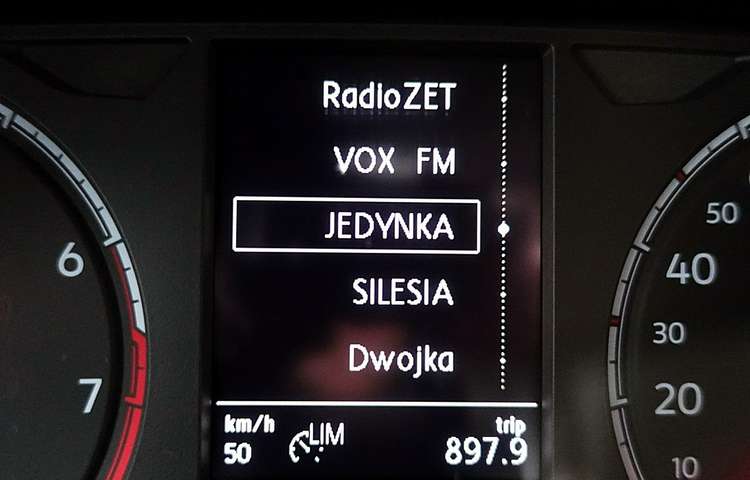 RadioZET
VOX FM
JEDYNKA
SILESIA
Dwojka
km/h
50
LIM
trip
897.9
6
7
50
40
30
20
10